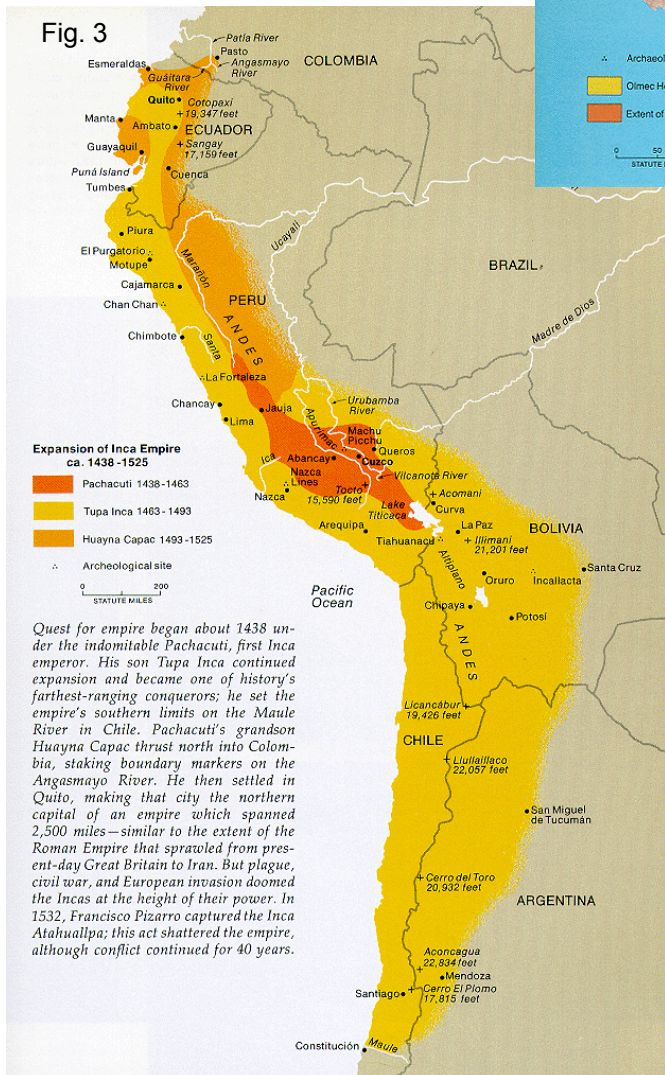 Fig. 3
Archaeol
Olmec He
Extent of
0
50
STATUTE M
Patía River
Pasto
Angasmayo
River
COLOMBIA
Esmeraldas
Guáitara
River
Quito
Cotopaxi
19,347 feet
Manta
Ambato
ECUADOR
Guayaquil
Sangay
17,159 feet
Puná Island
Cuenca
Tumbes
Piura
Ucayali
El Purgatorio
Motupe
Marañón
BRAZIL
Cajamarca
PERU
Chan Chan
Madre de Dios
ANDES
Chimbote
Santa
La Fortaleza
Chancay
Jauja
Urubamba
River
Lima
Apurímac
Machu
Picchu
Queros
Cuzco
Abancay
Ica
Vilcanota River
Nazca
Lines
Tocto
15,590 feet
Nazca
Acomani
Curva
Lake
Titicaca
Arequipa
La Paz
BOLIVIA
Tiahuanacu
Illimani
21,201 feet
Altiplano
Oruro
Incallacta
Santa Cruz
Pacific
Ocean
Chipaya
Potosí
ANDES
Licancábur
19,426 feet
CHILE
Llullaillaco
22,057 feet
San Miguel
de Tucumán
Cerro del Toro
20,932 feet
ARGENTINA
Aconcagua
22,834 feet
Mendoza
Santiago
Cerro El Plomo
17,815 feet
Constitución
Maule
Expansion of Inca Empire
ca. 1438-1525
Pachacuti 1438-1463
Tupa Inca 1463-1493
Huayna Capac 1493-1525
Archeological site
0
200
STATUTE MILES
Quest for empire began about 1438 un-
der the indomitable Pachacuti, first Inca
emperor. His son Tupa Inca continued
expansion and became one of history's
farthest-ranging conquerors; he set the
empire's southern limits on the Maule
River in Chile. Pachacuti's grandson
Huayna Capac thrust north into Colom-
bia, staking boundary markers on the
Angasmayo River. He then settled in
Quito, making that city the northern
capital of an empire which spanned
2,500 miles—similar to the extent of the
Roman Empire that sprawled from pres-
ent-day Great Britain to Iran. But plague,
civil war, and European invasion doomed
the Incas at the height of their power. In
1532, Francisco Pizarro captured the Inca
Atahuallpa; this act shattered the empire,
although conflict continued for 40 years.